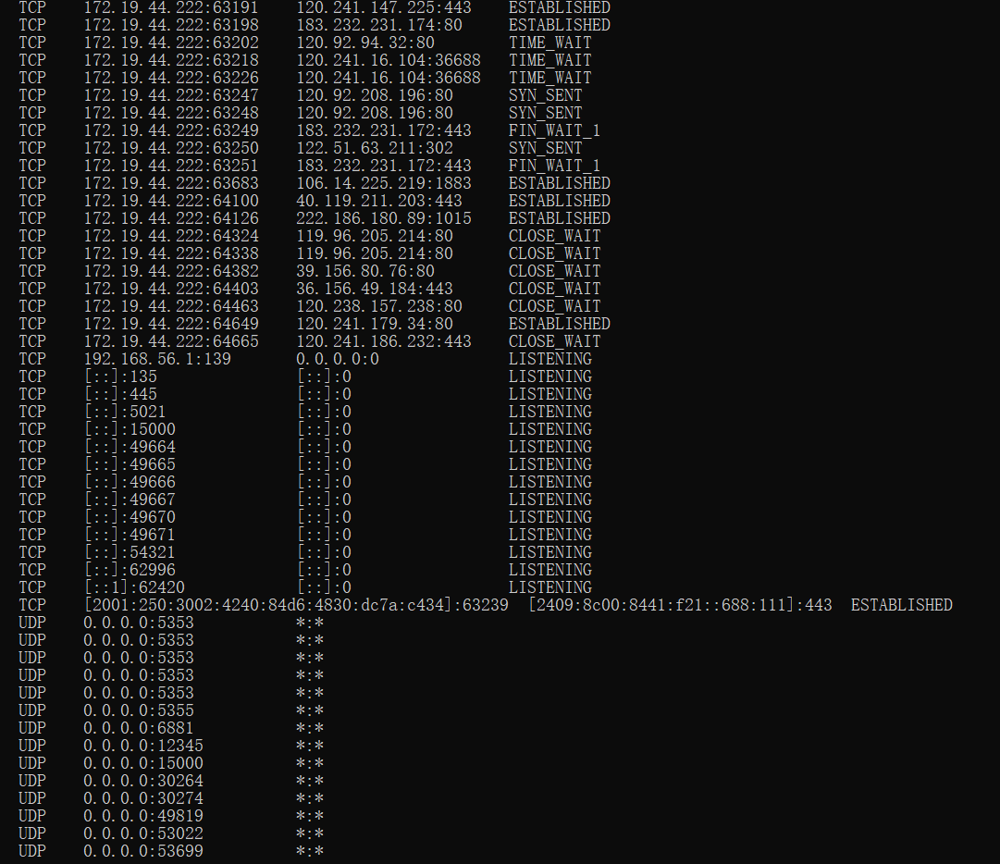 TCP    172.19.44.222:63191    120.241.147.225:443    ESTABLISHED
TCP    172.19.44.222:63198    183.232.231.174:80    ESTABLISHED
TCP    172.19.44.222:63202    120.92.94.32:80    TIME_WAIT
TCP    172.19.44.222:63218    120.241.16.104:36688    TIME_WAIT
TCP    172.19.44.222:63226    120.241.16.104:36688    TIME_WAIT
TCP    172.19.44.222:63247    120.92.208.196:80    SYN_SENT
TCP    172.19.44.222:63248    120.92.208.196:80    SYN_SENT
TCP    172.19.44.222:63249    183.232.231.172:443    FIN_WAIT_1
TCP    172.19.44.222:63250    122.51.63.211:302    SYN_SENT
TCP    172.19.44.222:63251    183.232.231.172:443    FIN_WAIT_1
TCP    172.19.44.222:63683    106.14.225.219:1883    ESTABLISHED
TCP    172.19.44.222:64100    40.119.211.203:443    ESTABLISHED
TCP    172.19.44.222:64126    222.186.180.89:1015    ESTABLISHED
TCP    172.19.44.222:64324    119.96.205.214:80    CLOSE_WAIT
TCP    172.19.44.222:64338    119.96.205.214:80    CLOSE_WAIT
TCP    172.19.44.222:64382    39.156.80.76:80    CLOSE_WAIT
TCP    172.19.44.222:64403    36.156.49.184:443    CLOSE_WAIT
TCP    172.19.44.222:64463    120.238.157.238:80    CLOSE_WAIT
TCP    172.19.44.222:64649    120.241.179.34:80    ESTABLISHED
TCP    172.19.44.222:64665    120.241.186.232:443    CLOSE_WAIT
TCP    192.168.56.1:139    0.0.0.0:0    LISTENING
TCP    [::]:135    [::]:0    LISTENING
TCP    [::]:445    [::]:0    LISTENING
TCP    [::]:5021    [::]:0    LISTENING
TCP    [::]:15000    [::]:0    LISTENING
TCP    [::]:49664    [::]:0    LISTENING
TCP    [::]:49665    [::]:0    LISTENING
TCP    [::]:49666    [::]:0    LISTENING
TCP    [::]:49667    [::]:0    LISTENING
TCP    [::]:49670    [::]:0    LISTENING
TCP    [::]:49671    [::]:0    LISTENING
TCP    [::]:54321    [::]:0    LISTENING
TCP    [::]:62996    [::]:0    LISTENING
TCP    [::1]:62420    [::]:0    LISTENING
TCP    [2001:250:3002:4240:84d6:4830:dc7a:c434]:63239    [2409:8c00:8441:f21::688:111]:443    ESTABLISHED
UDP    0.0.0.0:5353    *:*
UDP    0.0.0.0:5353    *:*
UDP    0.0.0.0:5353    *:*
UDP    0.0.0.0:5353    *:*
UDP    0.0.0.0:5353    *:*
UDP    0.0.0.0:5355    *:*
UDP    0.0.0.0:6881    *:*
UDP    0.0.0.0:12345    *:*
UDP    0.0.0.0:15000    *:*
UDP    0.0.0.0:30264    *:*
UDP    0.0.0.0:30274    *:*
UDP    0.0.0.0:49819    *:*
UDP    0.0.0.0:53022    *:*
UDP    0.0.0.0:53699    *:*